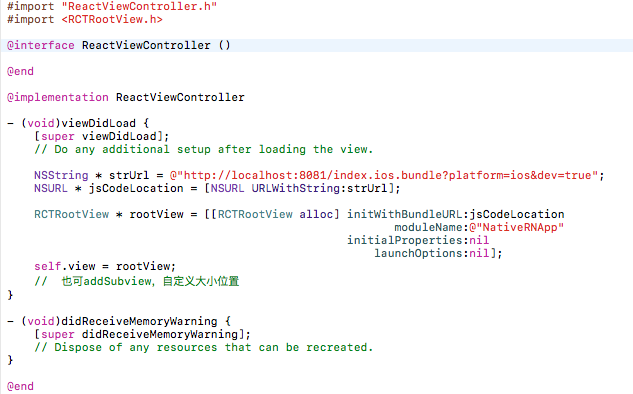 #import "ReactViewController.h"
#import <RCTRootView.h>
@interface ReactViewController ()
@end
@implementation ReactViewController
- (void)viewDidLoad {
[super viewDidLoad];
// Do any additional setup after loading the view.
NSString * strUrl = @"http://localhost:8081/index.ios.bundle?platform=ios&dev=true";
NSURL * jsCodeLocation = [NSURL URLWithString:strUrl];
RCTRootView * rootView = [[RCTRootView alloc] initWithBundleURL:jsCodeLocation
moduleName:@"NativeRNApp"
initialProperties:nil
launchOptions:nil];
self.view = rootView;
//  也可addSubview，自定义大小位置
}
- (void)didReceiveMemoryWarning {
[super didReceiveMemoryWarning];
// Dispose of any resources that can be recreated.
}
@end